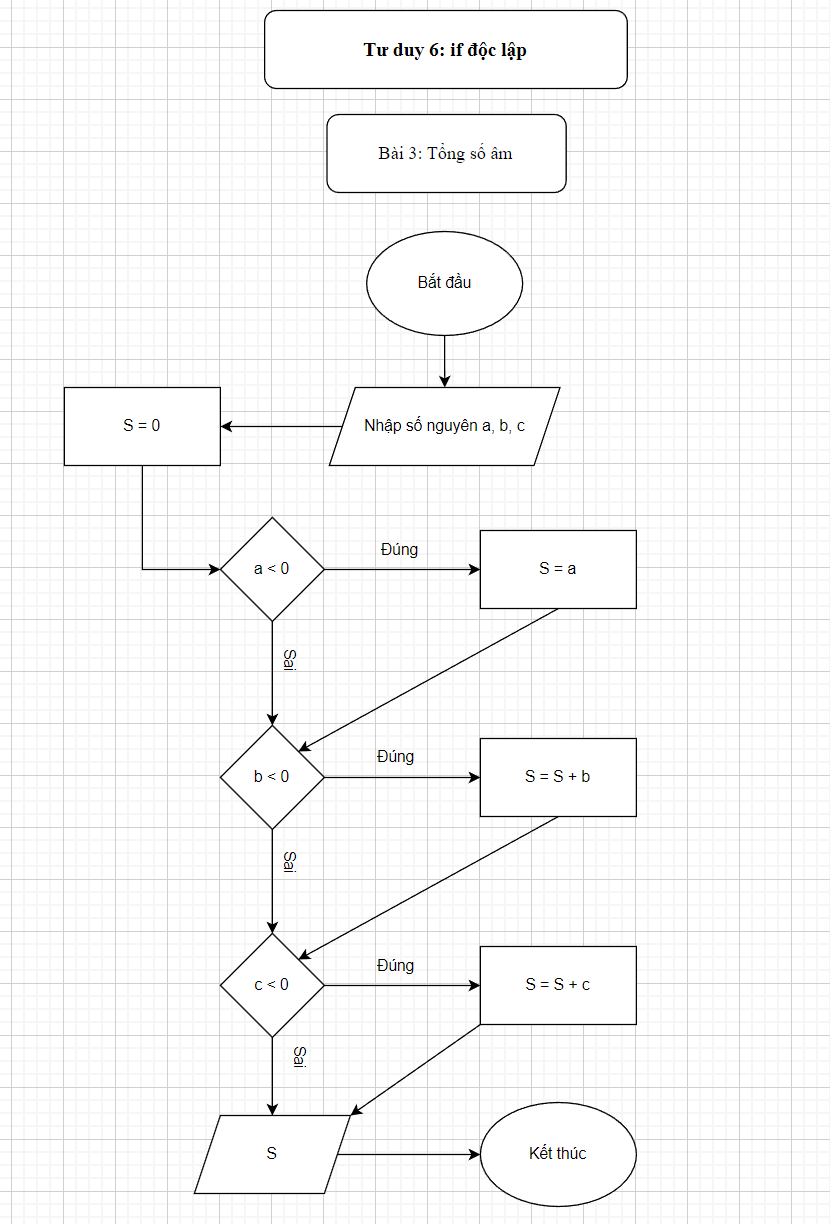 Tư duy 6: if độc lập
Bài 3: Tổng số âm
Bắt đầu
Nhập số nguyên a, b, c
S = 0
a < 0
Đúng
S = a
Sai
b < 0
Đúng
S = S + b
Sai
c < 0
Đúng
S = S + c
Sai
S
Kết thúc